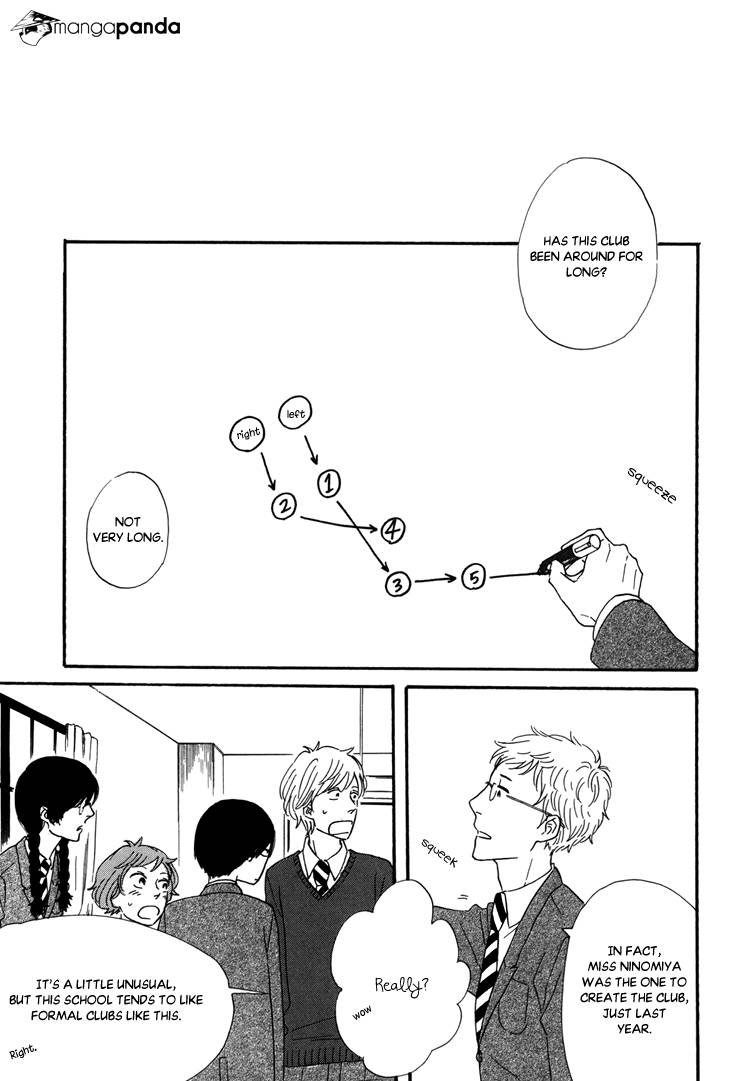 mangapanda
HAS THIS CLUB
BEEN AROUND FOR
LONG?
left
right
1
2
4
3
5
squeeze
NOT
VERY LONG.
squeek
IN FACT,
MISS NINOMIYA
WAS THE ONE TO
CREATE THE CLUB,
JUST LAST
YEAR.
Really?
wow
IT'S A LITTLE UNUSUAL,
BUT THIS SCHOOL TENDS TO LIKE
FORMAL CLUBS LIKE THIS.
Right.